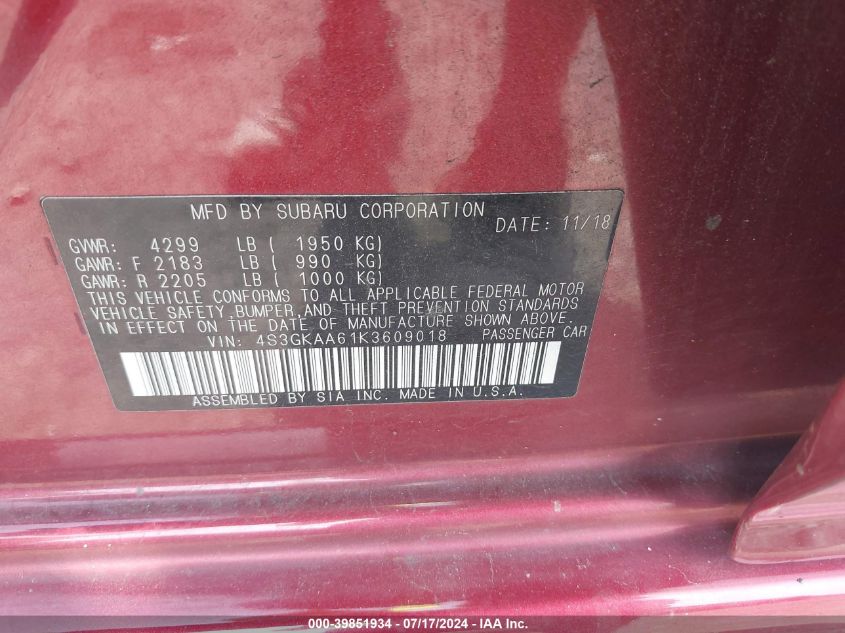 MFD BY SUBARU CORPORATION
DATE: 11/18
GVWR: 4299 LB ( 1950 KG)
GAWR: F 2183 LB ( 990 KG)
GAWR: R 2205 LB ( 1000 KG)
THIS VEHICLE CONFORMS TO ALL APPLICABLE FEDERAL MOTOR
VEHICLE SAFETY,BUMPER,AND THEFT PREVENTION STANDARDS
IN EFFECT ON THE DATE OF MANUFACTURE SHOWN ABOVE.
VIN: 4S3GKAA61K3609018 PASSENGER CAR
ASSEMBLED BY SIA INC. MADE IN U.S.A.
000-39851934 - 07/17/2024 - IAA Inc.